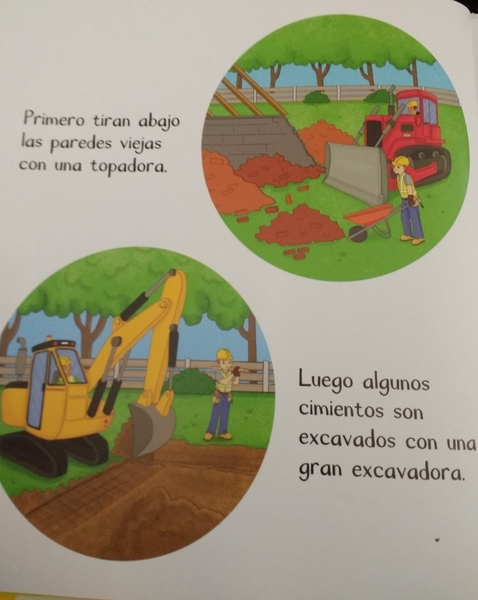 Primero tiran abajo
las paredes viejas
con una topadora.
Luego algunos
cimientos son
excavados con una
gran excavadora.